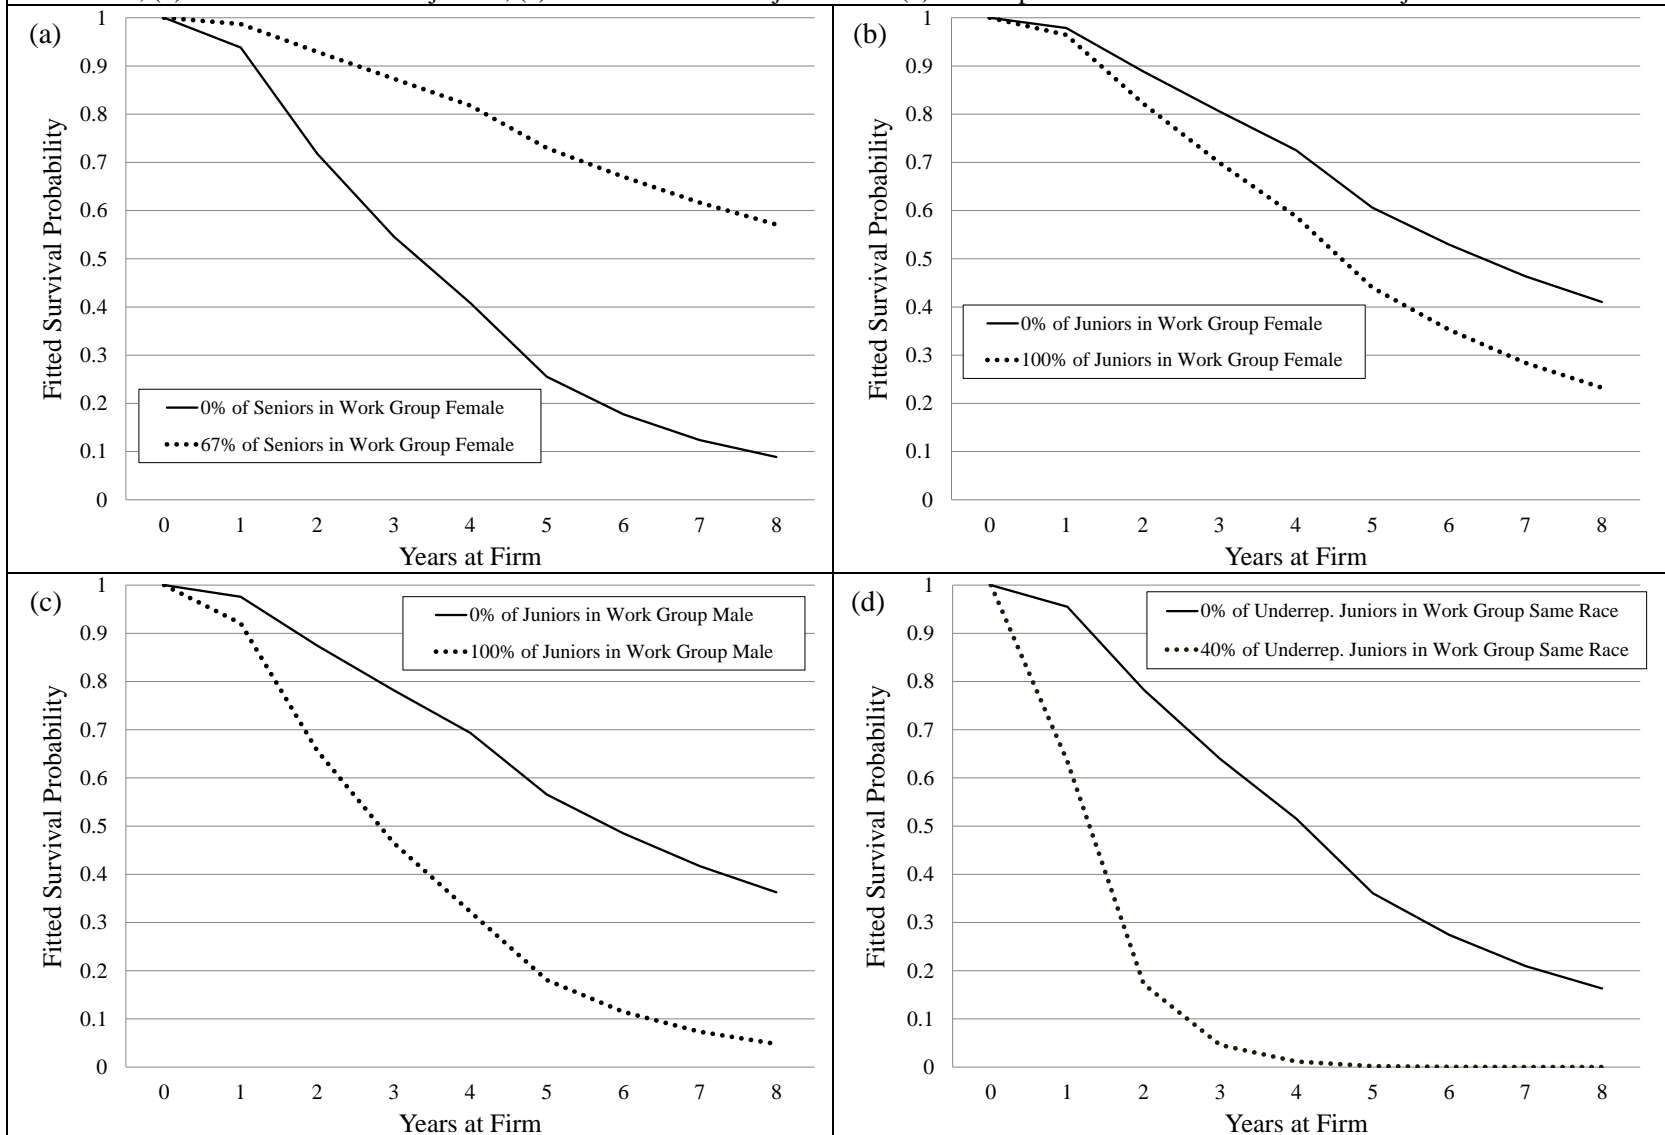 (a)
Fitted Survival Probability
1
0.9
0.8
0.7
0.6
0.5
0.4
0.3
0.2
0.1
0
0% of Seniors in Work Group Female
67% of Seniors in Work Group Female
0 1 2 3 4 5 6 7 8
Years at Firm
(b)
Fitted Survival Probability
1
0.9
0.8
0.7
0.6
0.5
0.4
0.3
0.2
0.1
0
0% of Juniors in Work Group Female
100% of Juniors in Work Group Female
0 1 2 3 4 5 6 7 8
Years at Firm
(c)
Fitted Survival Probability
1
0.9
0.8
0.7
0.6
0.5
0.4
0.3
0.2
0.1
0
0% of Juniors in Work Group Male
100% of Juniors in Work Group Male
0 1 2 3 4 5 6 7 8
Years at Firm
(d)
Fitted Survival Probability
1
0.9
0.8
0.7
0.6
0.5
0.4
0.3
0.2
0.1
0
0% of Underrep. Juniors in Work Group Same Race
40% of Underrep. Juniors in Work Group Same Race
0 1 2 3 4 5 6 7 8
Years at Firm